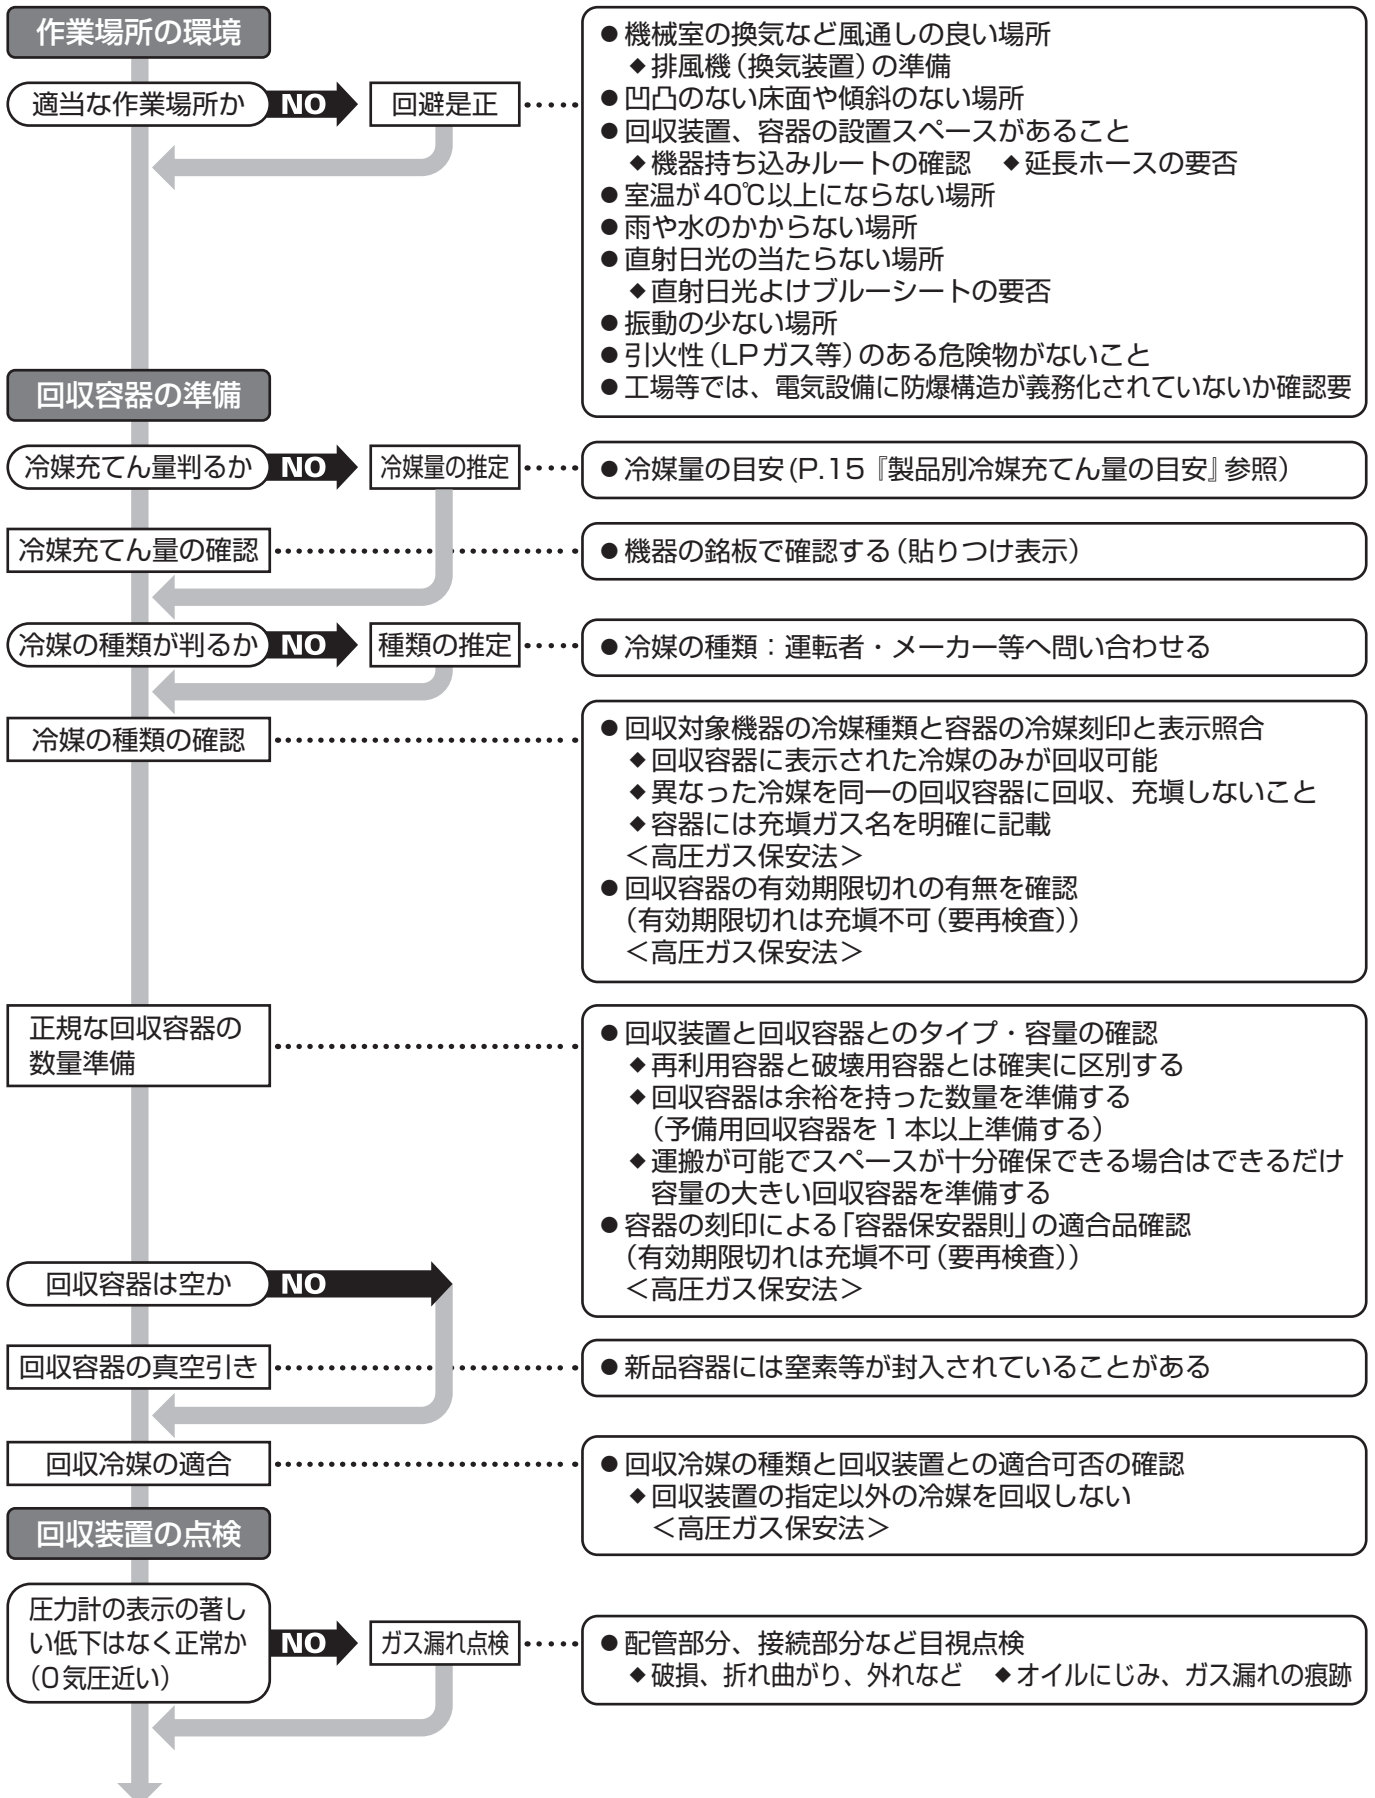 作業場所の環境
適当な作業場所か NO 回避是正
●機械室の換気など風通しの良い場所
◆排風機（換気装置）の準備
●凹凸のない床面や傾斜のない場所
●回収装置、容器の設置スペースがあること
◆機器持ち込みルートの確認 ◆延長ホースの要否
●室温が40℃以上にならない場所
●雨や水のかからない場所
●直射日光の当たらない場所
◆直射日光よけブルーシートの要否
●振動の少ない場所
●引火性（LPガス等）のある危険物がないこと
●工場等では、電気設備に防爆構造が義務化されていないか確認要
回収容器の準備
冷媒充てん量判るか NO 冷媒量の推定
●冷媒量の目安（P.15『製品別冷媒充てん量の目安』参照）
冷媒充てん量の確認
●機器の銘板で確認する（貼りつけ表示）
冷媒の種類が判るか NO 種類の推定
●冷媒の種類：運転者・メーカー等へ問い合わせる
冷媒の種類の確認
●回収対象機器の冷媒種類と容器の冷媒刻印と表示照合
◆回収容器に表示された冷媒のみが回収可能
◆異なった冷媒を同一の回収容器に回収、充塡しないこと
◆容器には充塡ガス名を明確に記載
＜高圧ガス保安法＞
●回収容器の有効期限切れの有無を確認
（有効期限切れは充塡不可（要再検査））
＜高圧ガス保安法＞
正規な回収容器の
数量準備
●回収装置と回収容器とのタイプ・容量の確認
◆再利用容器と破壊用容器とは確実に区別する
◆回収容器は余裕を持った数量を準備する
（予備用回収容器を1本以上準備する）
◆運搬が可能でスペースが十分確保できる場合はできるだけ
容量の大きい回収容器を準備する
●容器の刻印による「容器保安器則」の適合品確認
（有効期限切れは充塡不可（要再検査））
＜高圧ガス保安法＞
回収容器は空か NO
回収容器の真空引き
●新品容器には窒素等が封入されていることがある
回収冷媒の適合
●回収冷媒の種類と回収装置との適合可否の確認
◆回収装置の指定以外の冷媒を回収しない
＜高圧ガス保安法＞
回収装置の点検
圧力計の表示の著し
い低下はなく正常か
（0気圧近い）
NO ガス漏れ点検
●配管部分、接続部分など目視点検
◆破損、折れ曲がり、外れなど ◆オイルにじみ、ガス漏れの痕跡